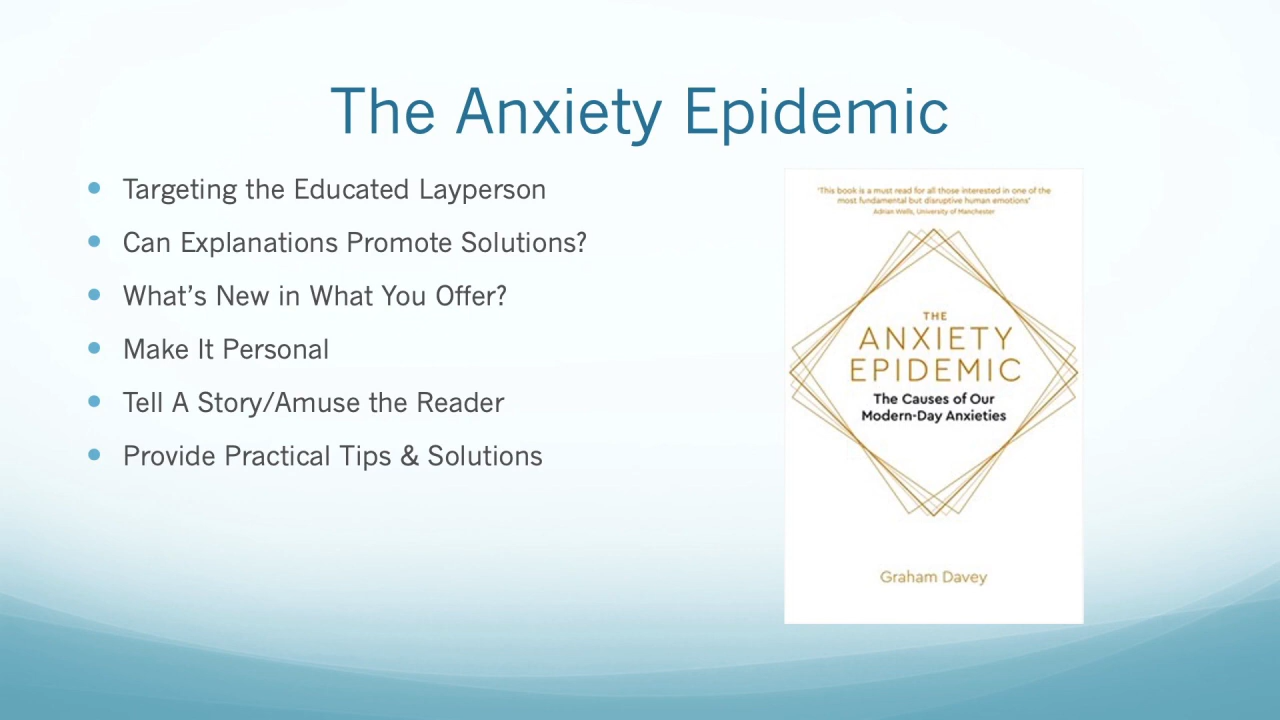 The Anxiety Epidemic
Targeting the Educated Layperson
Can Explanations Promote Solutions?
What's New in What You Offer?
Make It Personal
Tell A Story/Amuse the Reader
Provide Practical Tips & Solutions
'This book is a must read for all those interested in one of the
most fundamental but disruptive human emotions'
Adrian Wells, University of Manchester
THE
ANXIETY
EPIDEMIC
The Causes of Our
Modern-Day Anxieties
Graham Davey